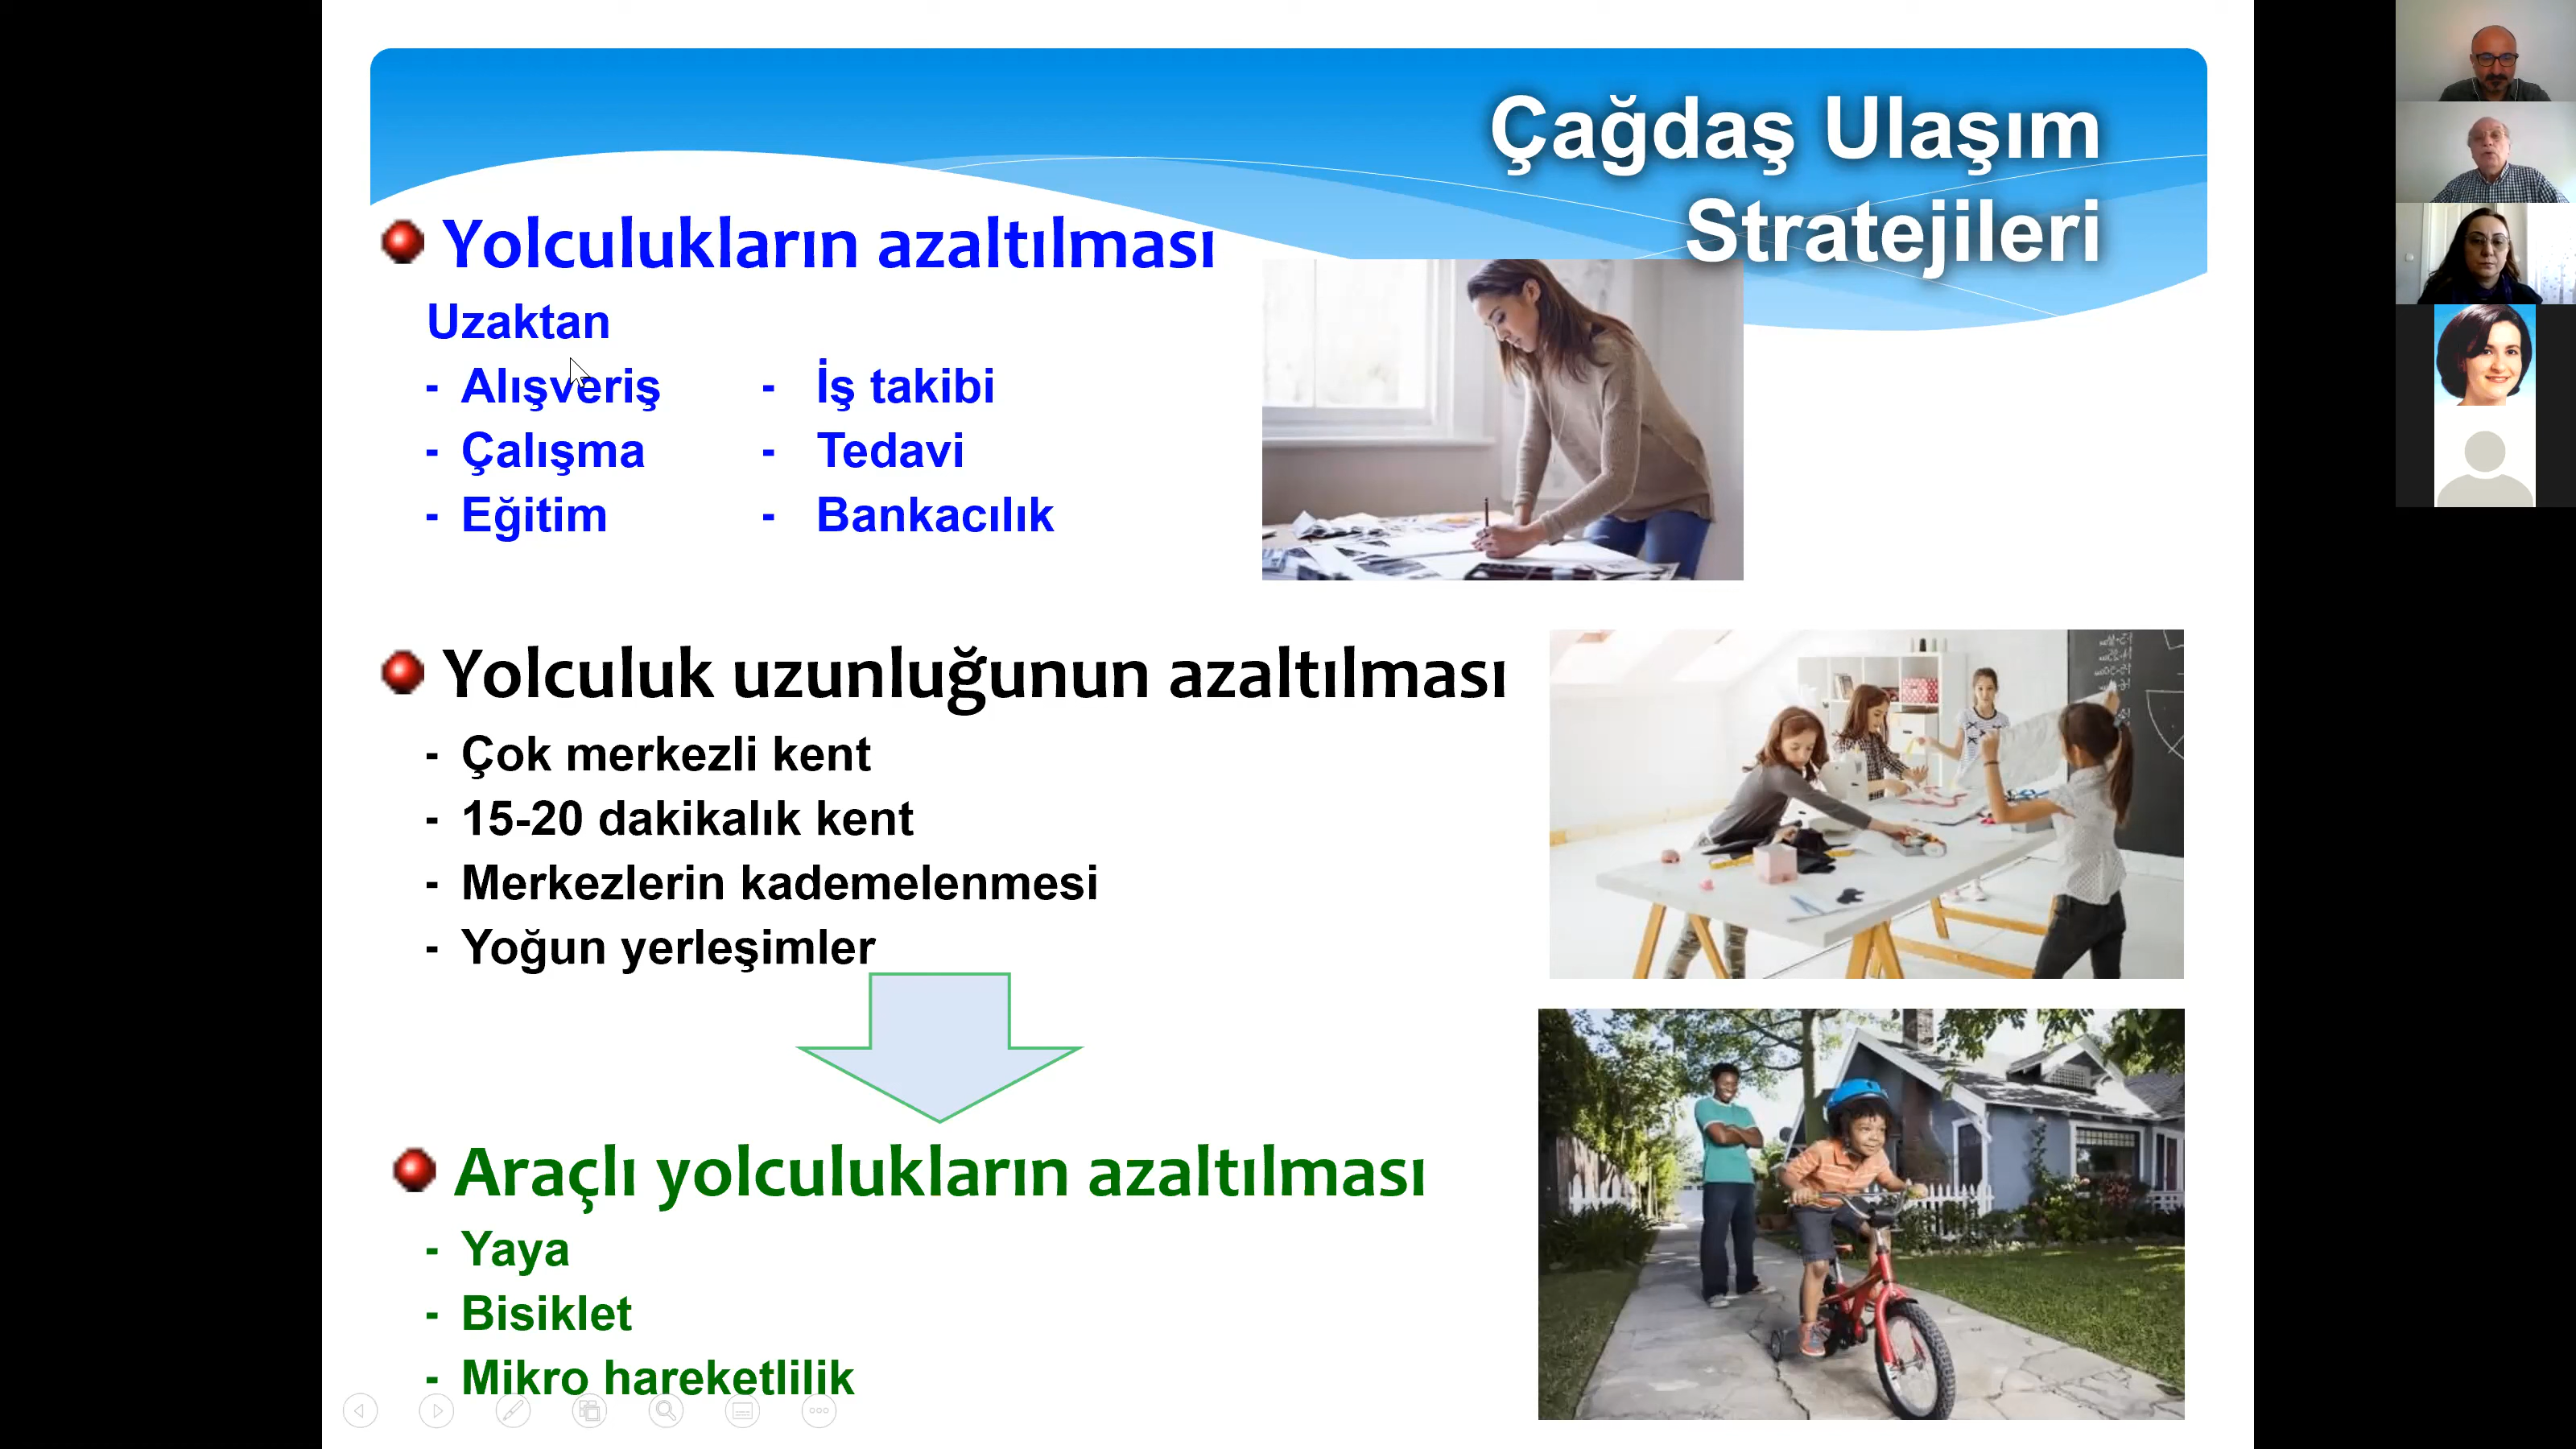 Çağdaş Ulaşım
Stratejileri
Yolculukların azaltılması
Uzaktan
- Alışveriş - İş takibi
- Çalışma - Tedavi
- Eğitim - Bankacılık
Yolculuk uzunluğunun azaltılması
- Çok merkezli kent
- 15-20 dakikalık kent
- Merkezlerin kademelenmesi
- Yoğun yerleşimler
Araçlı yolculukların azaltılması
- Yaya
- Bisiklet
- Mikro hareketlilik